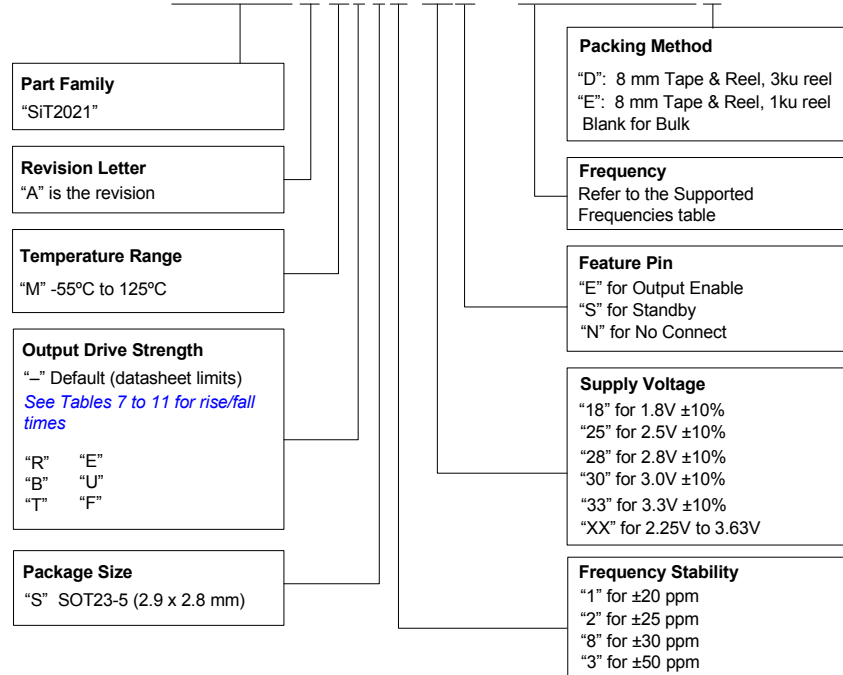 Part Family
“SiT2021”
Revision Letter
“A” is the revision
Temperature Range
“M” -55ºC to 125ºC
Output Drive Strength
“–” Default (datasheet limits)
See Tables 7 to 11 for rise/fall
times
“R” “E”
“B” “U”
“T” “F”
Package Size
“S” SOT23-5 (2.9 x 2.8 mm)
Packing Method
“D”: 8 mm Tape & Reel, 3ku reel
“E”: 8 mm Tape & Reel, 1ku reel
Blank for Bulk
Frequency
Refer to the Supported
Frequencies table
Feature Pin
“E” for Output Enable
“S” for Standby
“N” for No Connect
Supply Voltage
“18” for 1.8V ±10%
“25” for 2.5V ±10%
“28” for 2.8V ±10%
“30” for 3.0V ±10%
“33” for 3.3V ±10%
“XX” for 2.25V to 3.63V
Frequency Stability
“1” for ±20 ppm
“2” for ±25 ppm
“8” for ±30 ppm
“3” for ±50 ppm